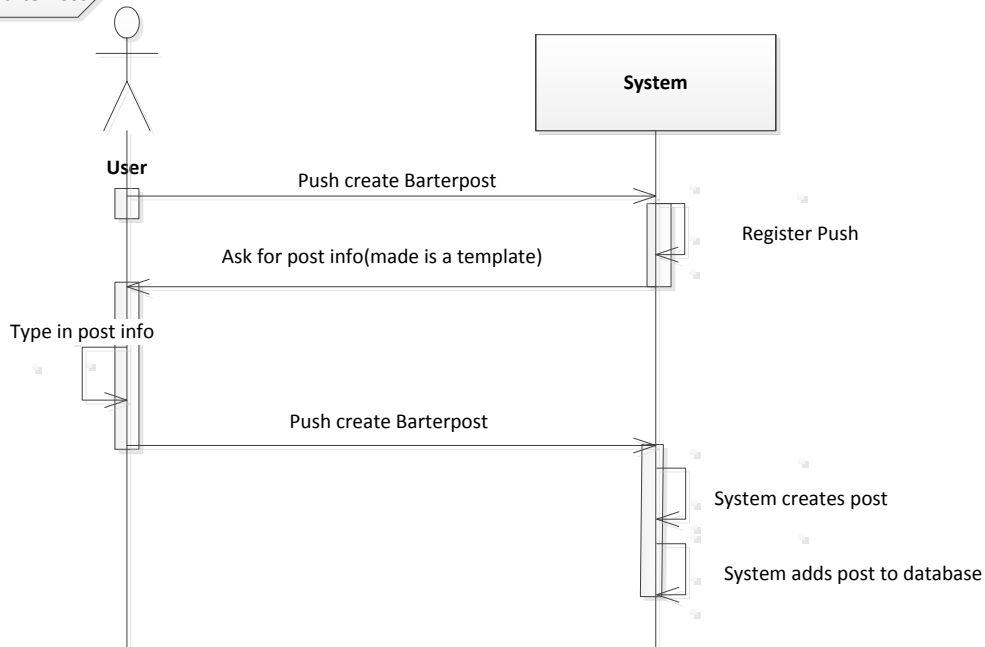 System
User
Push create Barterpost
Register Push
Ask for post info(made is a template)
Type in post info
Push create Barterpost
System creates post
System adds post to database